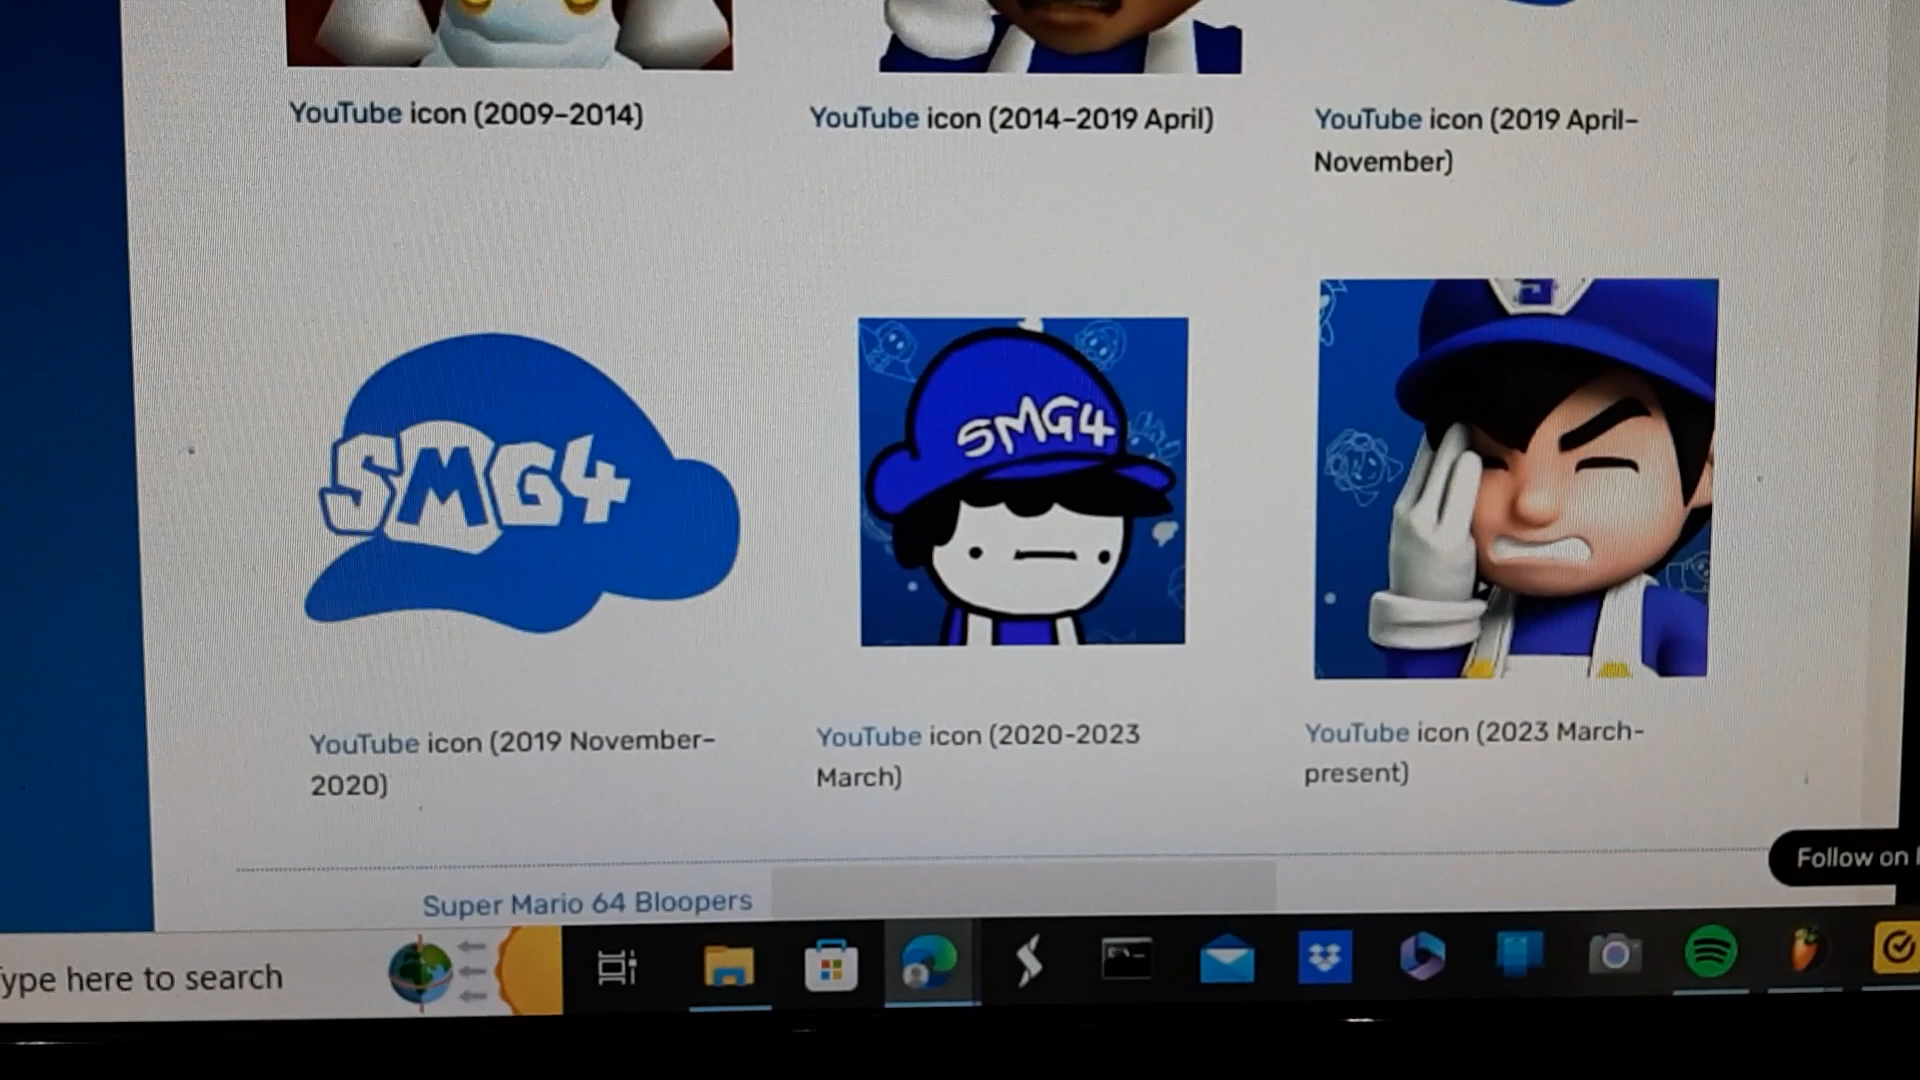 YouTube icon (2009–2014)
YouTube icon (2014–2019 April)
YouTube icon (2019 April–
November)
SMG4
SMG4
YouTube icon (2019 November–
2020)
YouTube icon (2020-2023
March)
YouTube icon (2023 March-
present)
Follow on
Super Mario 64 Bloopers
ype here to search